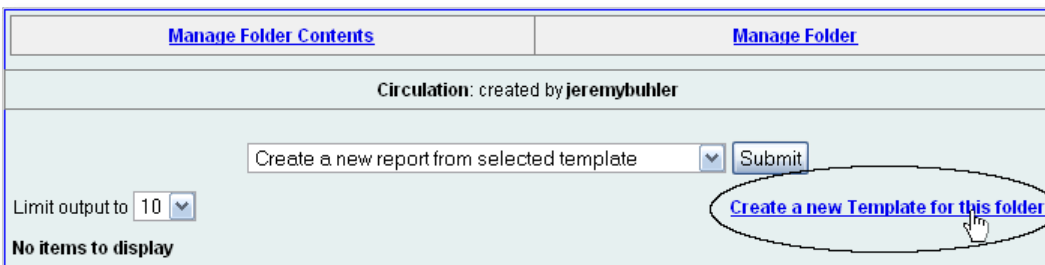 Manage Folder Contents Manage Folder
Circulation: created by jeremybuhler
Create a new report from selected template Submit
Limit output to 10 Create a new Template for this folder
No items to display